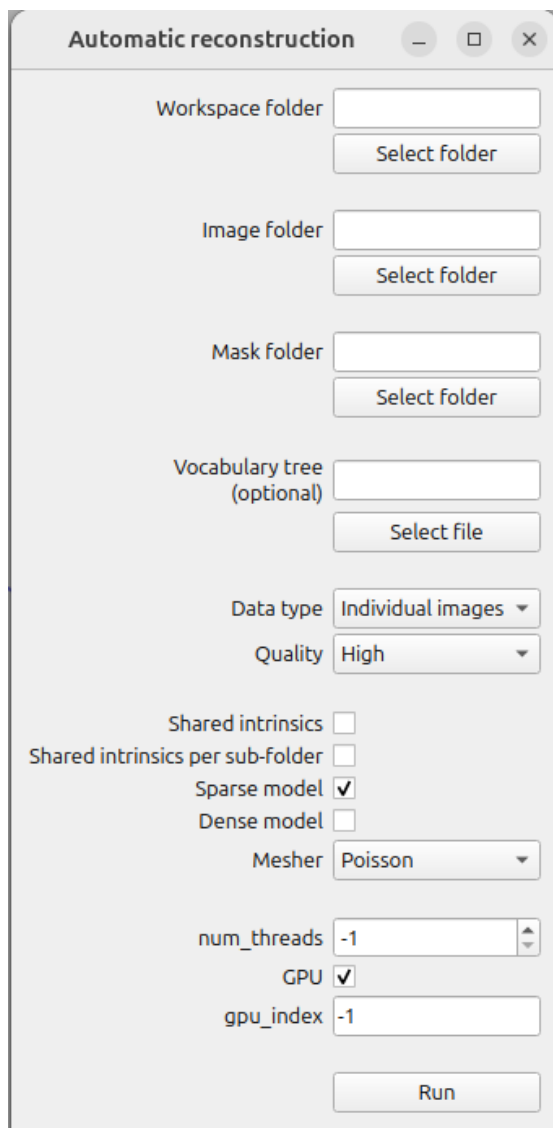 Automatic reconstruction
Workspace folder
Select folder
Image folder
Select folder
Mask folder
Select folder
Vocabulary tree
(optional)
Select file
Data type Individual images
Quality High
Shared intrinsics
Shared intrinsics per sub-folder
Sparse model
Dense model
Mesher Poisson
num_threads -1
GPU
gpu_index -1
Run